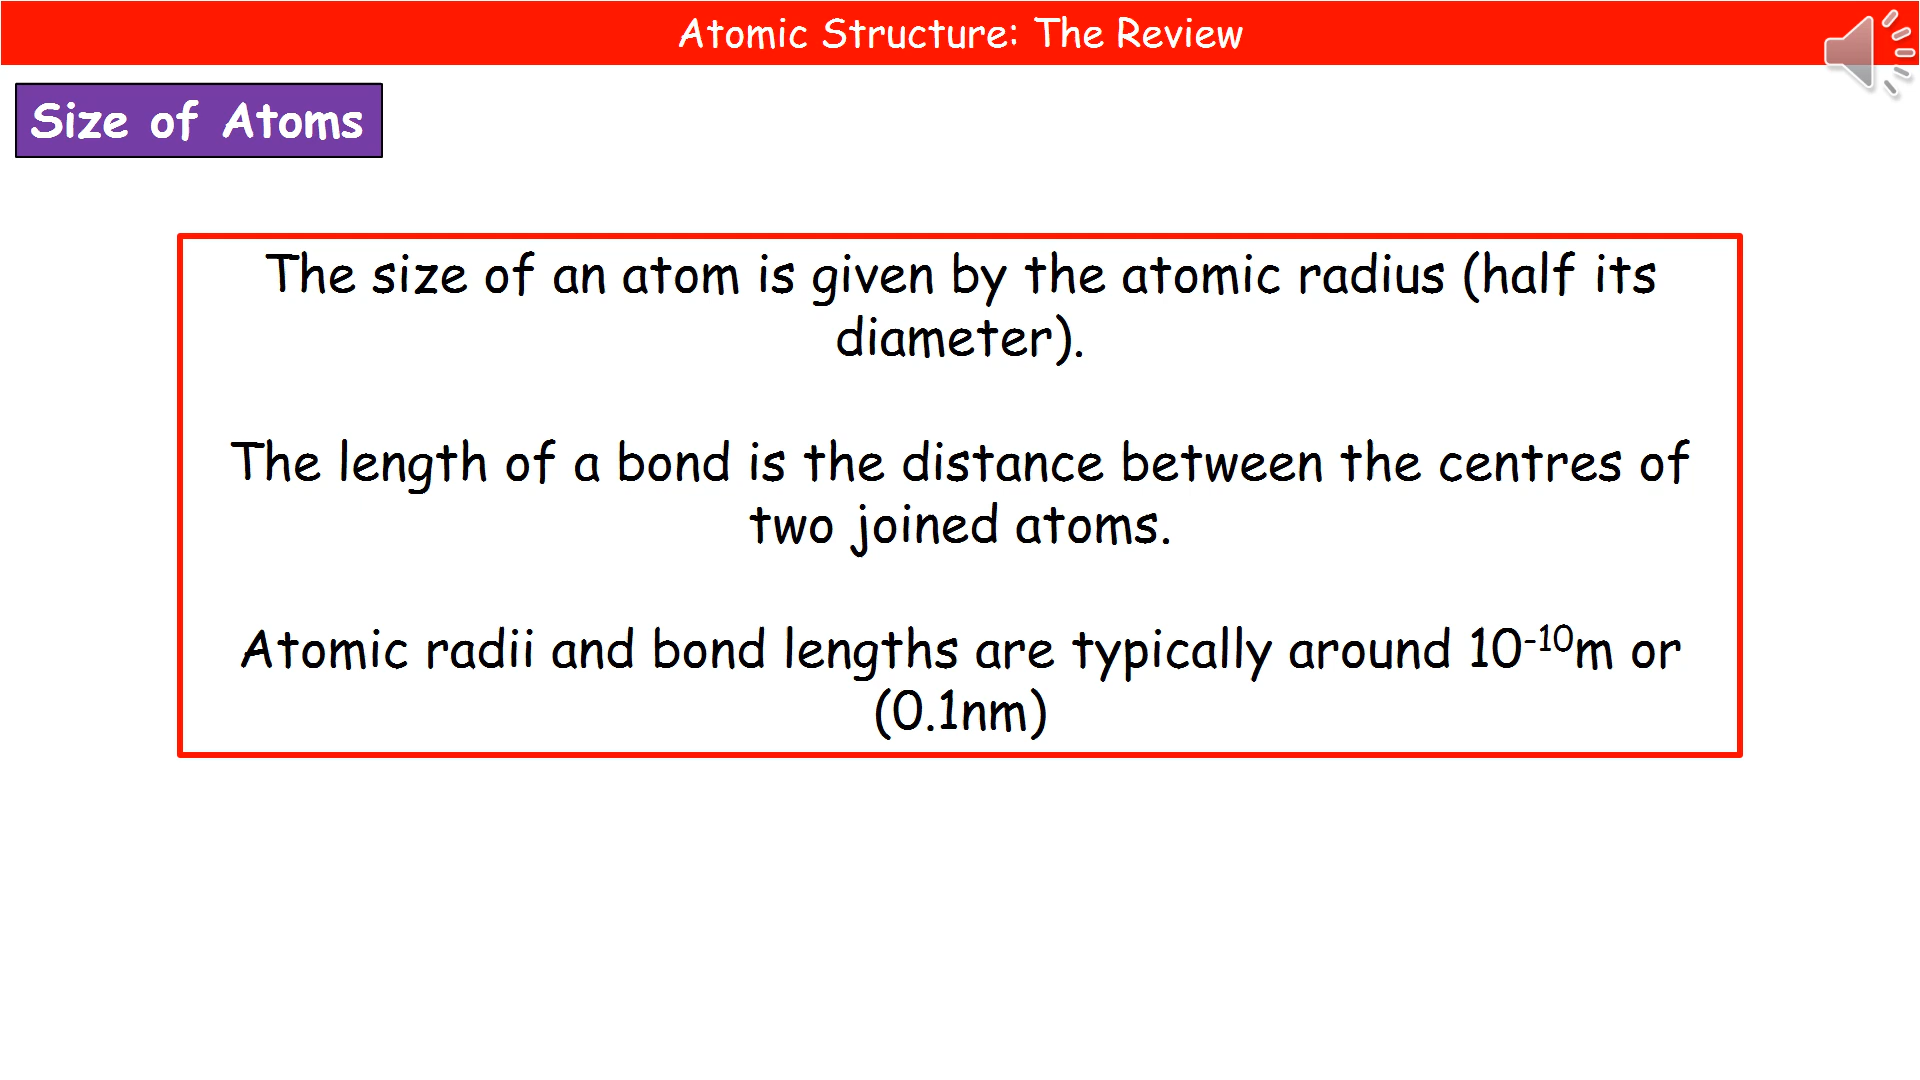 Atomic Structure: The Review
Size of Atoms
The size of an atom is given by the atomic radius (half its
diameter).
The length of a bond is the distance between the centres of
two joined atoms.
Atomic radii and bond lengths are typically around 10⁻¹⁰m or
(0.1nm)